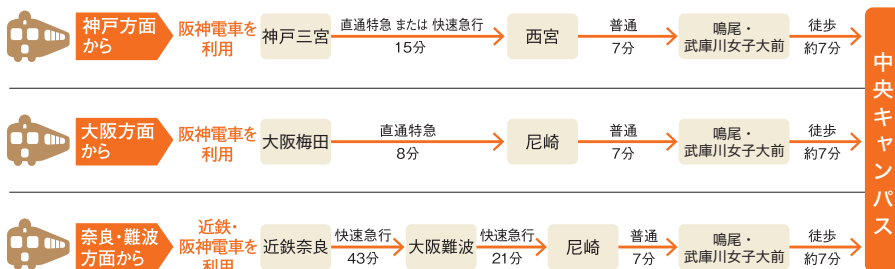 神戸方面
から
阪神電車を
利用
神戸三宮
直通特急 または 快速急行
15分
西宮
普通
7分
鳴尾・
武庫川女子大前
徒歩
約7分
大阪方面
から
阪神電車を
利用
大阪梅田
直通特急
8分
尼崎
普通
7分
鳴尾・
武庫川女子大前
徒歩
約7分
奈良・難波
方面から
近鉄・
阪神電車を
利用
近鉄奈良
快速急行
43分
大阪難波
快速急行
21分
尼崎
普通
7分
鳴尾・
武庫川女子大前
徒歩
約7分
中央キャンパス